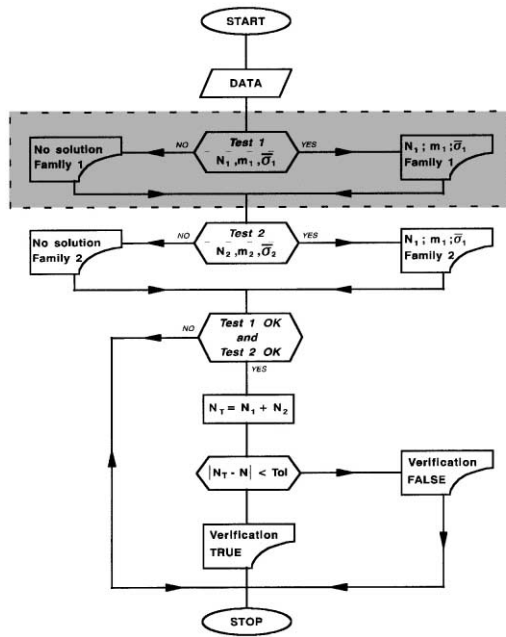 START
DATA
No solution
Family 1
NO
Test 1
N₁, m₁, σ̅₁
YES
N₁; m₁; σ̅₁
Family 1
No solution
Family 2
NO
Test 2
N₂, m₂, σ̅₂
YES
N₁; m₁; σ̅₁
Family 2
NO
Test 1 OK
and
Test 2 OK
YES
N_T = N₁ + N₂
|N_T - N| < Tol
Verification
FALSE
Verification
TRUE
STOP